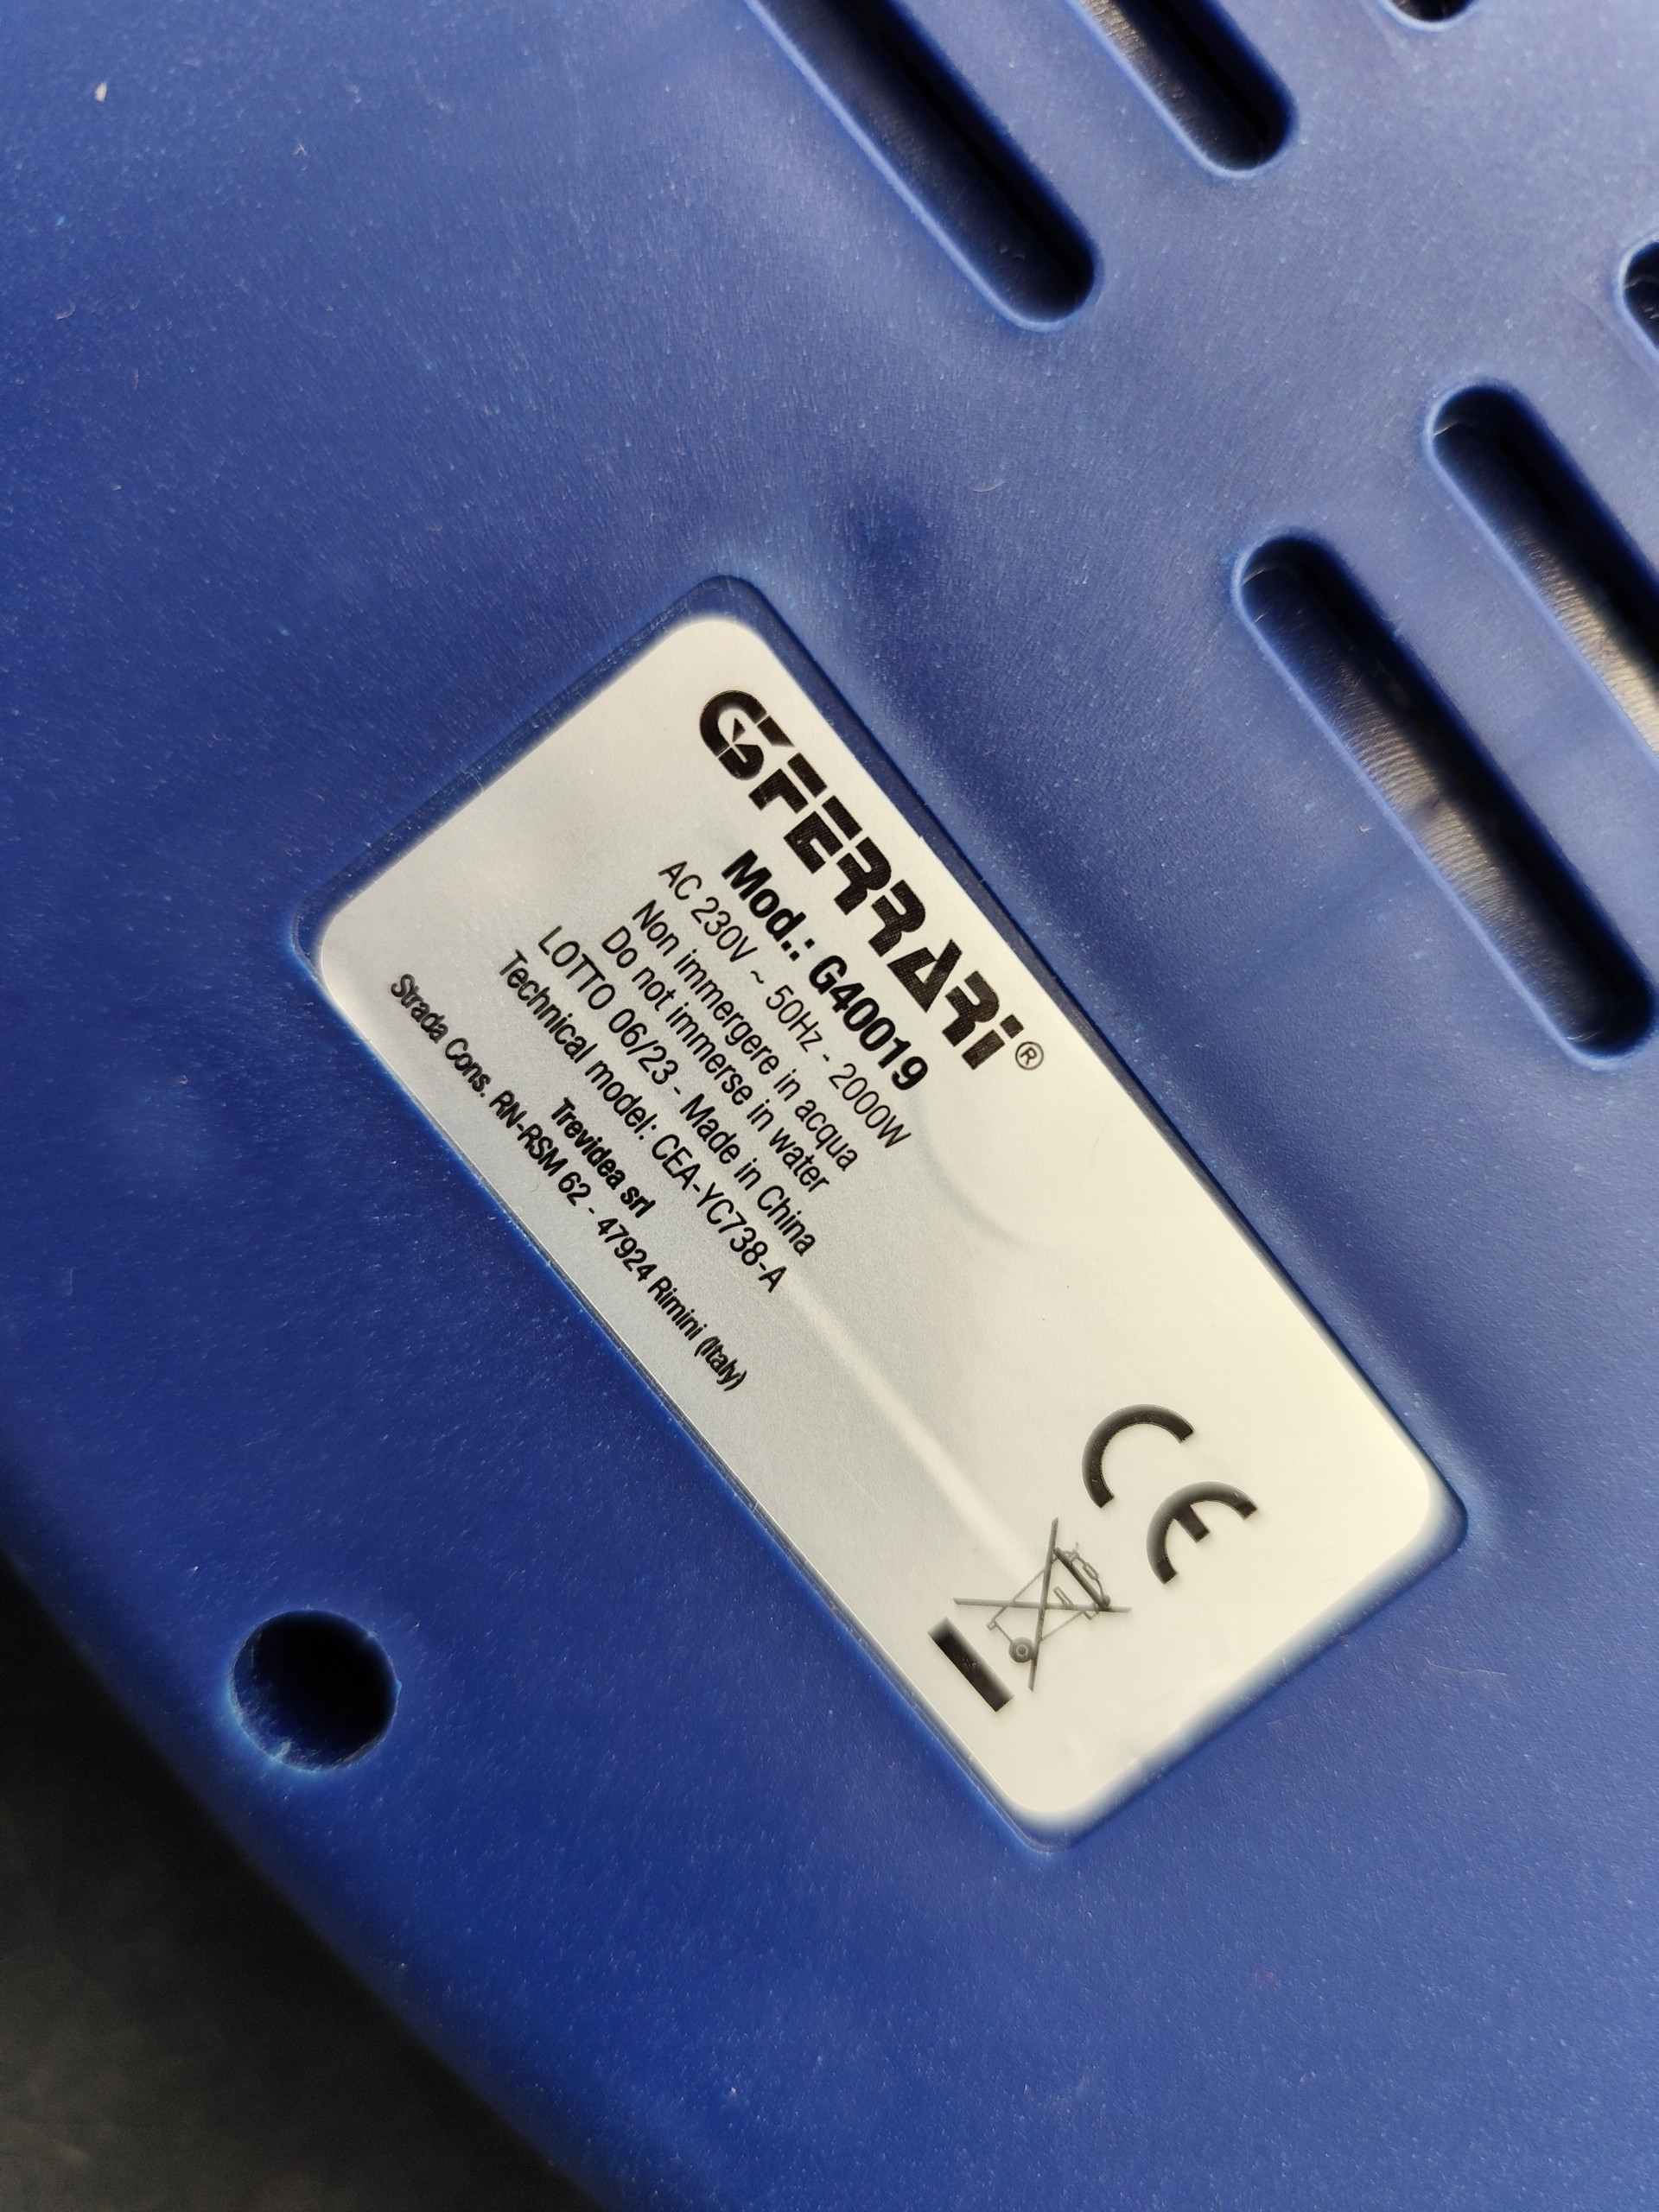 G3FERRARI®
Mod.: G40019
AC 230V ~ 50Hz - 2000W
Non immergere in acqua
Do not immerse in water
LOTTO 06/23 - Made in China
Technical model: CEA-YC738-A
Trevidea srl
Strada Cons. RN-RSM 62 - 47924 Rimini (Italy)
CE